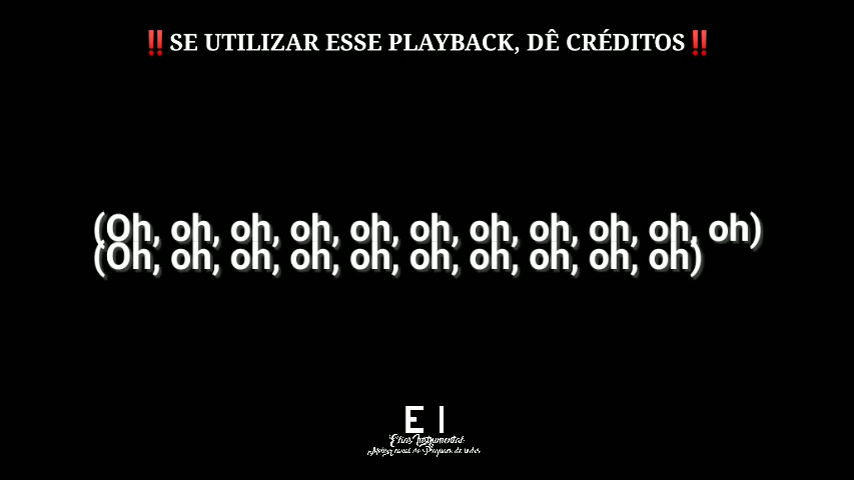 ‼️SE UTILIZAR ESSE PLAYBACK, DÊ CRÉDITOS‼️
(Oh, oh, oh, oh, oh, oh, oh, oh, oh, oh, oh)
(Oh, oh, oh, oh, oh, oh, oh, oh, oh, oh)
E I